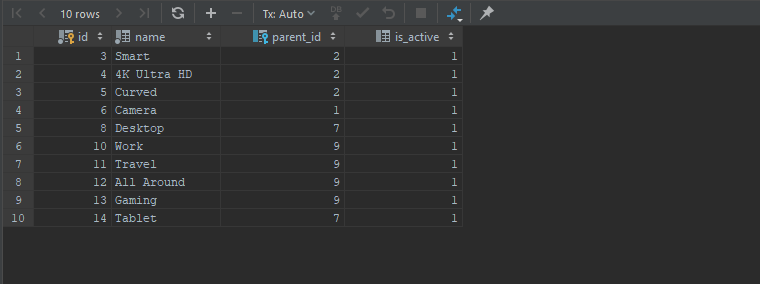 10 rows Tx: Auto DB
id name parent_id is_active
1 3 Smart 2 1
2 4 4K Ultra HD 2 1
3 5 Curved 2 1
4 6 Camera 1 1
5 8 Desktop 7 1
6 10 Work 9 1
7 11 Travel 9 1
8 12 All Around 9 1
9 13 Gaming 9 1
10 14 Tablet 7 1